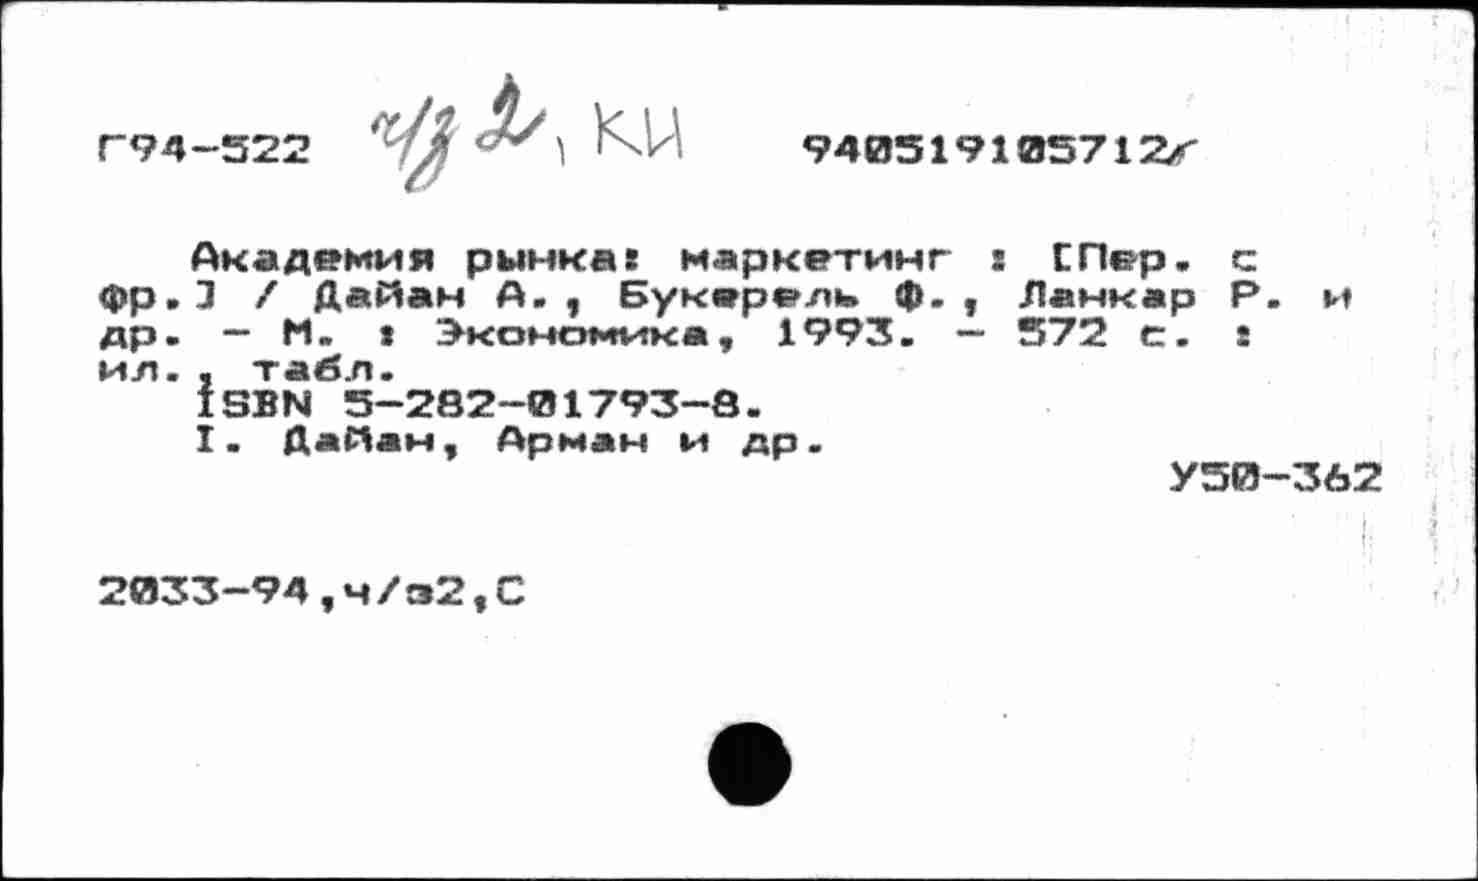 Г94-522 ч/з 2, КИ 940519105712г
Академия рынка: маркетинг : [Пер. с
фр.] / Дайан А., Букерель Ф., Ланкар Р. и
др. - М. : Экономика, 1993. - 572 с. :
ил., табл.
ISBN 5-282-01793-8.
I. Дайан, Арман и др.
У50-362
2033-94,ч/з2,С